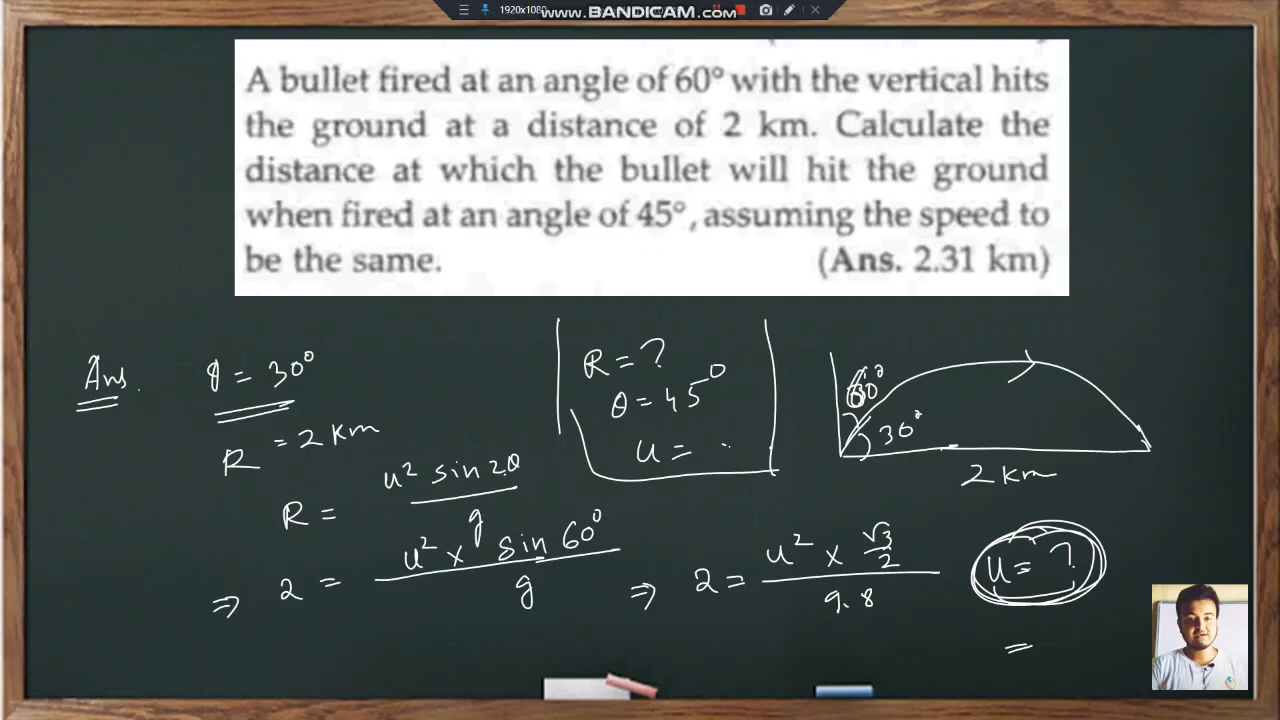 1920x1080
www.BANDICAM.com
A bullet fired at an angle of 60° with the vertical hits
the ground at a distance of 2 km. Calculate the
distance at which the bullet will hit the ground
when fired at an angle of 45°, assuming the speed to
be the same. (Ans. 2.31 km)
Ans. θ = 30°
R = 2 km
R = u² sin 2θ / g
⇒ 2 = u² × sin 60° / g
⇒ 2 = u² × √3/2 / 9.8
u = ?
=
R = ?
θ = 45°
u =
60°
30°
2 km